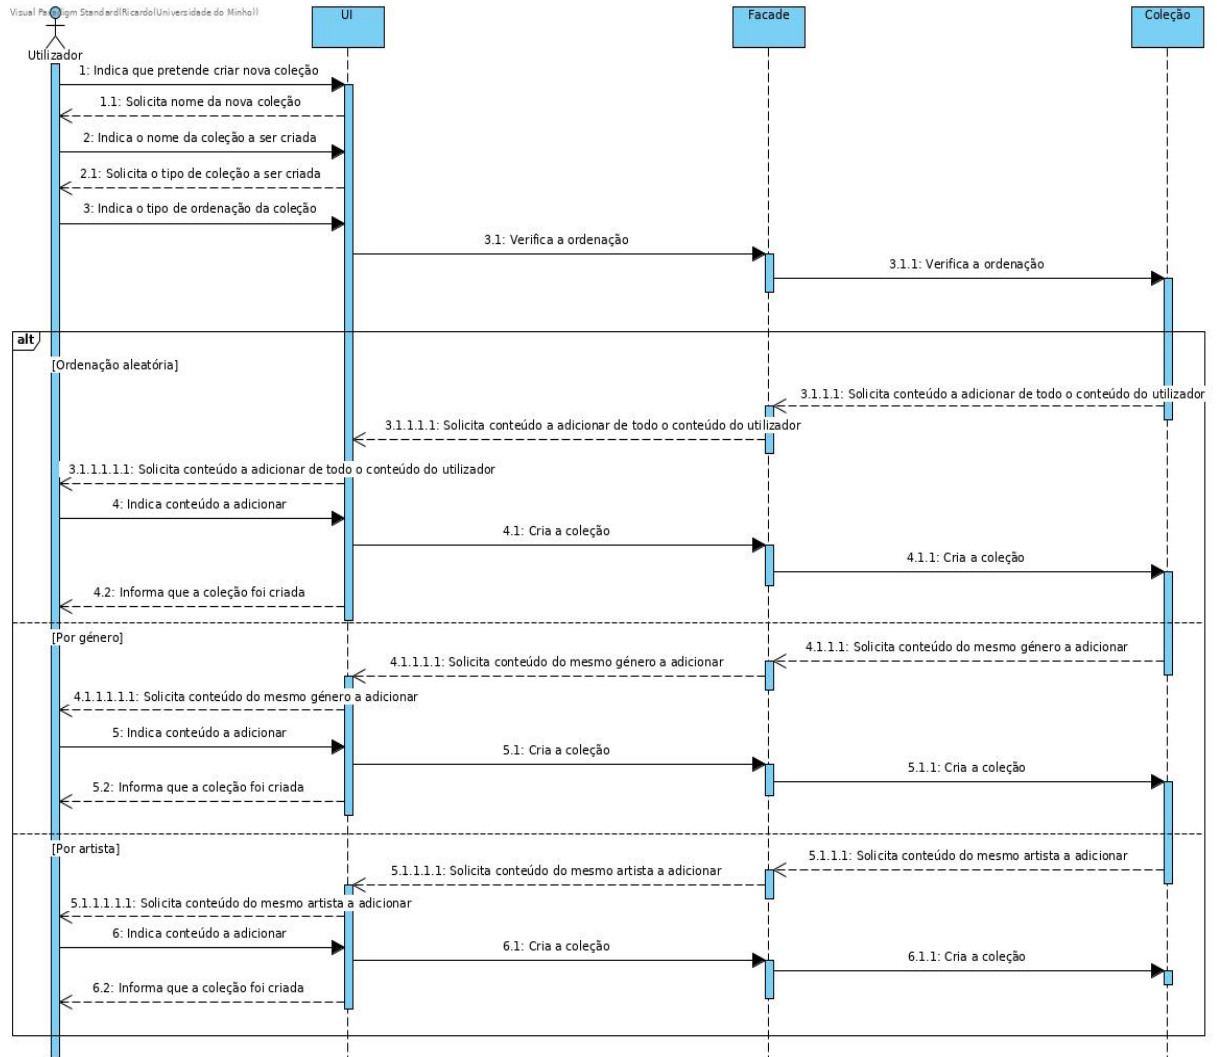 Visual Paradigm Standard(Ricardo(Universidade do Minho))
UI
Facade
Coleção
Utilizador
1: Indica que pretende criar nova coleção
1.1: Solicita nome da nova coleção
2: Indica o nome da coleção a ser criada
2.1: Solicita o tipo de coleção a ser criada
3: Indica o tipo de ordenação da coleção
3.1: Verifica a ordenação
3.1.1: Verifica a ordenação
alt
[Ordenação aleatória]
3.1.1.1: Solicita conteúdo a adicionar de todo o conteúdo do utilizador
3.1.1.1.1: Solicita conteúdo a adicionar de todo o conteúdo do utilizador
3.1.1.1.1.1: Solicita conteúdo a adicionar de todo o conteúdo do utilizador
4: Indica conteúdo a adicionar
4.1: Cria a coleção
4.1.1: Cria a coleção
4.2: Informa que a coleção foi criada
[Por género]
4.1.1.1: Solicita conteúdo do mesmo género a adicionar
4.1.1.1.1: Solicita conteúdo do mesmo género a adicionar
4.1.1.1.1.1: Solicita conteúdo do mesmo género a adicionar
5: Indica conteúdo a adicionar
5.1: Cria a coleção
5.1.1: Cria a coleção
5.2: Informa que a coleção foi criada
[Por artista]
5.1.1.1: Solicita conteúdo do mesmo artista a adicionar
5.1.1.1.1: Solicita conteúdo do mesmo artista a adicionar
5.1.1.1.1.1: Solicita conteúdo do mesmo artista a adicionar
6: Indica conteúdo a adicionar
6.1: Cria a coleção
6.1.1: Cria a coleção
6.2: Informa que a coleção foi criada